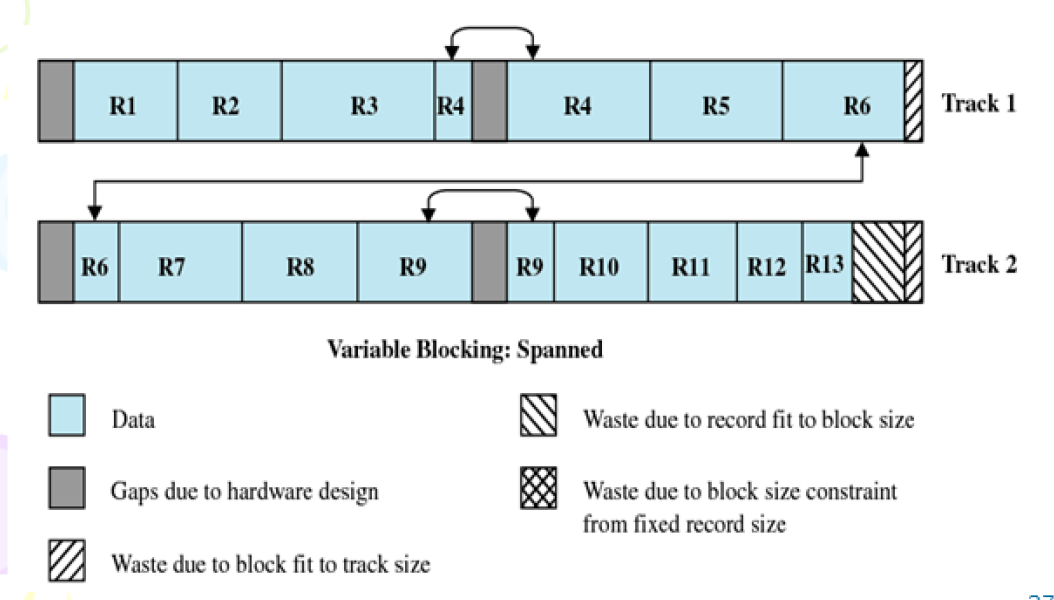 R1 R2 R3 R4 R4 R5 R6 Track 1
R6 R7 R8 R9 R9 R10 R11 R12 R13 Track 2
Variable Blocking: Spanned
Data
Waste due to record fit to block size
Gaps due to hardware design
Waste due to block size constraint
from fixed record size
Waste due to block fit to track size